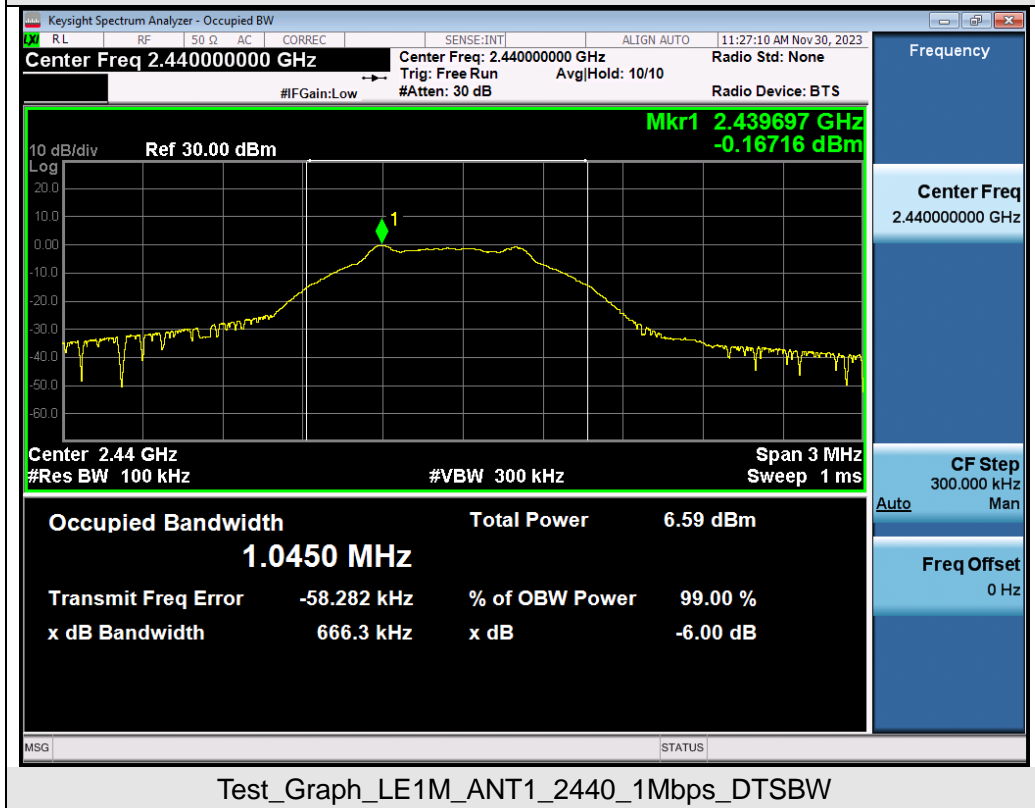 Keysight Spectrum Analyzer - Occupied BW
LXI RL RF 50 Ω AC CORREC SENSE:INT ALIGN AUTO 11:27:10 AM Nov 30, 2023
Center Freq 2.440000000 GHz
Center Freq: 2.440000000 GHz
Radio Std: None
Trig: Free Run Avg|Hold: 10/10
#IFGain:Low
#Atten: 30 dB
Radio Device: BTS
Frequency
Mkr1 2.439697 GHz
-0.16716 dBm
10 dB/div Ref 30.00 dBm
Log
20.0
10.0
0.00
-10.0
-20.0
-30.0
-40.0
-50.0
-60.0
1
Center 2.44 GHz Span 3 MHz
#Res BW 100 kHz #VBW 300 kHz Sweep 1 ms
Center Freq
2.440000000 GHz
CF Step
300.000 kHz
Auto Man
Freq Offset
0 Hz
Occupied Bandwidth Total Power 6.59 dBm
1.0450 MHz
Transmit Freq Error -58.282 kHz % of OBW Power 99.00 %
x dB Bandwidth 666.3 kHz x dB -6.00 dB
MSG STATUS
Test_Graph_LE1M_ANT1_2440_1Mbps_DTSBW